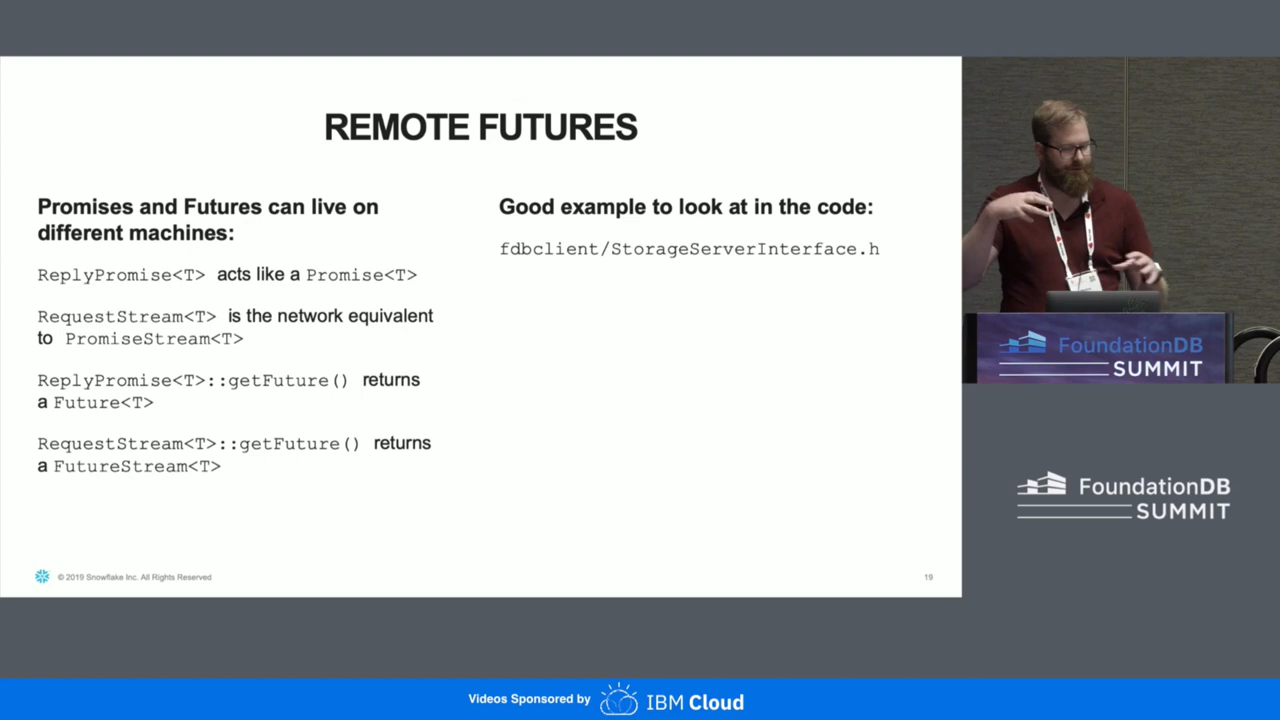 REMOTE FUTURES
Promises and Futures can live on
different machines:
ReplyPromise<T> acts like a Promise<T>
RequestStream<T> is the network equivalent
to PromiseStream<T>
ReplyPromise<T>::getFuture() returns
a Future<T>
RequestStream<T>::getFuture() returns
a FutureStream<T>
Good example to look at in the code:
fdbclient/StorageServerInterface.h
© 2019 Snowflake Inc. All Rights Reserved
19
FoundationDB
SUMMIT
FoundationDB
SUMMIT
Videos Sponsored by IBM Cloud